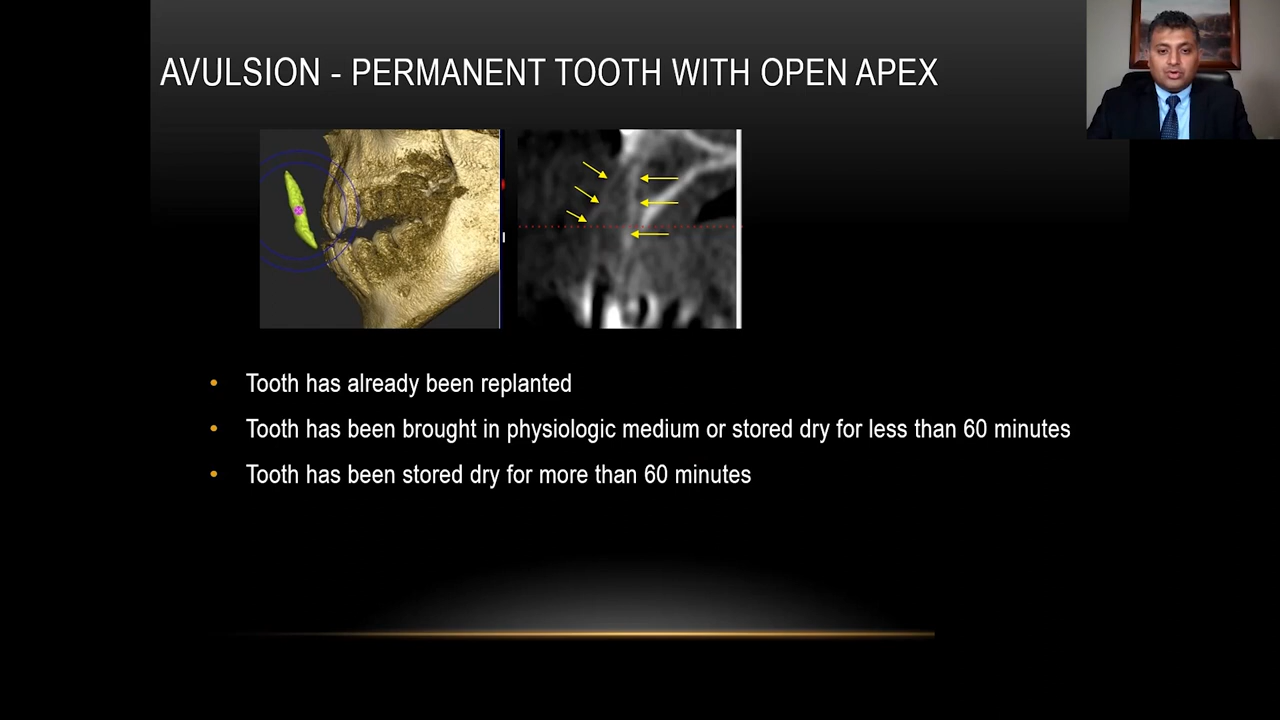 AVULSION - PERMANENT TOOTH WITH OPEN APEX
• Tooth has already been replanted
• Tooth has been brought in physiologic medium or stored dry for less than 60 minutes
• Tooth has been stored dry for more than 60 minutes